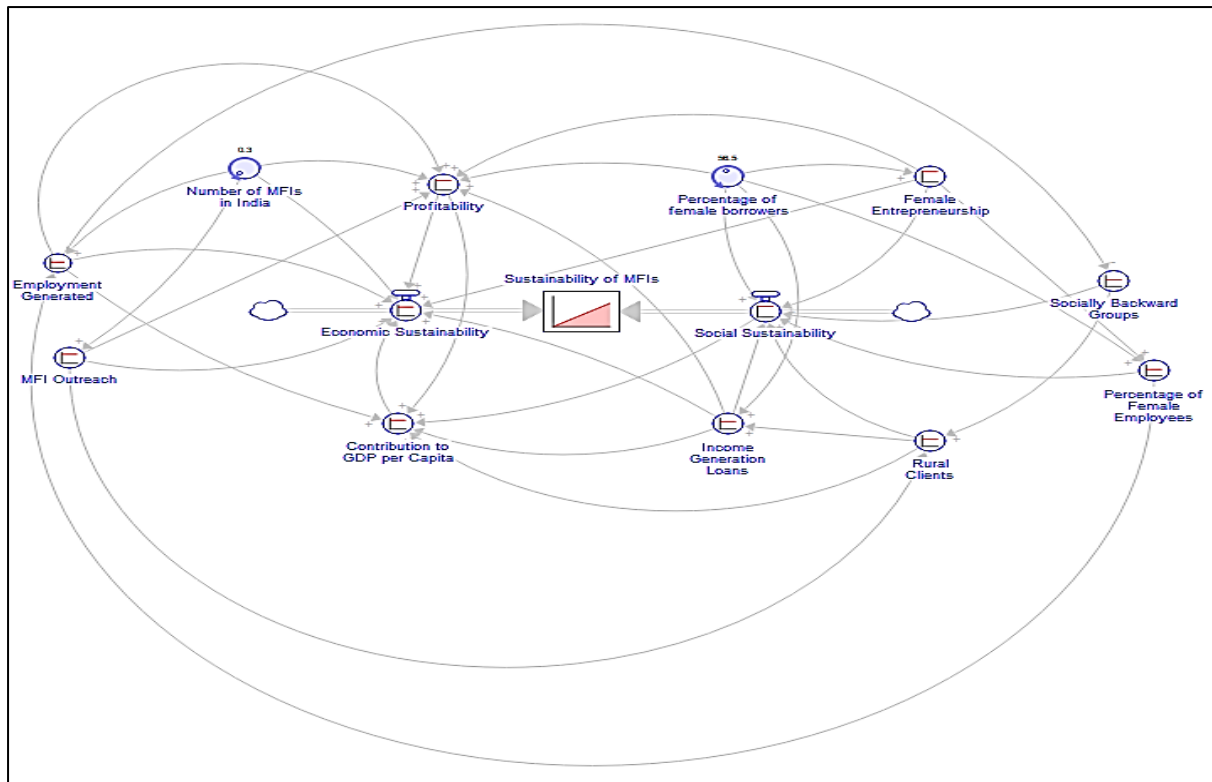 0.3
Number of MFIs
in India
Profitability
56.5
Percentage of
female borrowers
Female
Entrepreneurship
Employment
Generated
Sustainability of MFIs
Socially Backward
Groups
Economic Sustainability
Social Sustainability
MFI Outreach
Percentage of
Female
Employees
Contribution to
GDP per Capita
Income
Generation
Loans
Rural
Clients